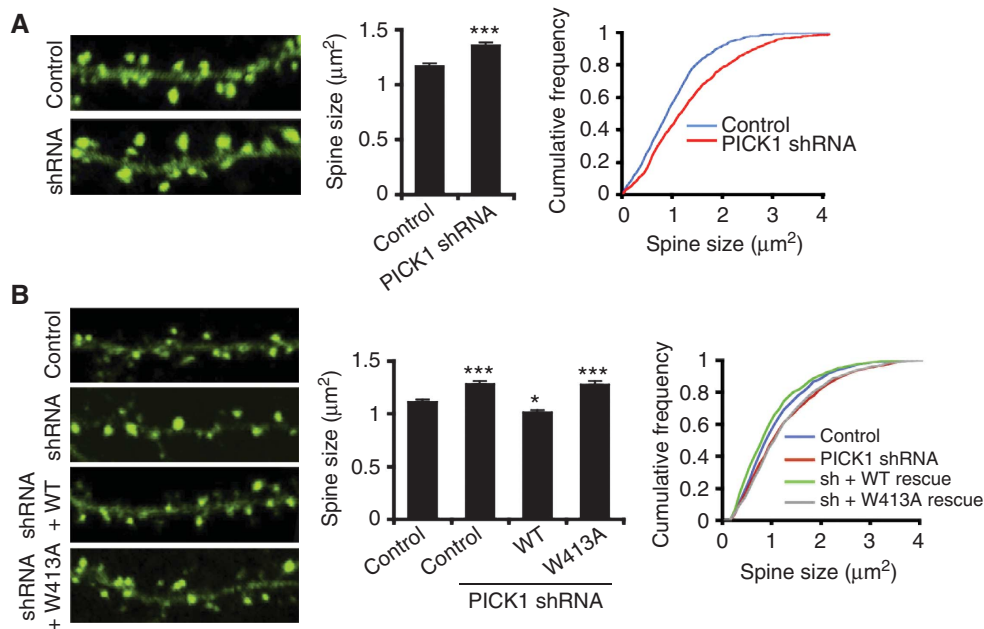 A
Control
shRNA
Spine size (μm²)
1.5
1
0.5
0
***
Control
PICK1 shRNA
Cumulative frequency
1
0.8
0.6
0.4
0.2
0
Control
PICK1 shRNA
0 1 2 3 4
Spine size (μm²)
B
Control
shRNA
shRNA
+ WT
shRNA
+ W413A
Spine size (μm²)
1.5
1
0.5
0
*** * ***
Control Control WT W413A
PICK1 shRNA
Cumulative frequency
1
0.8
0.6
0.4
0.2
0
Control
PICK1 shRNA
sh + WT rescue
sh + W413A rescue
0 1 2 3 4
Spine size (μm²)